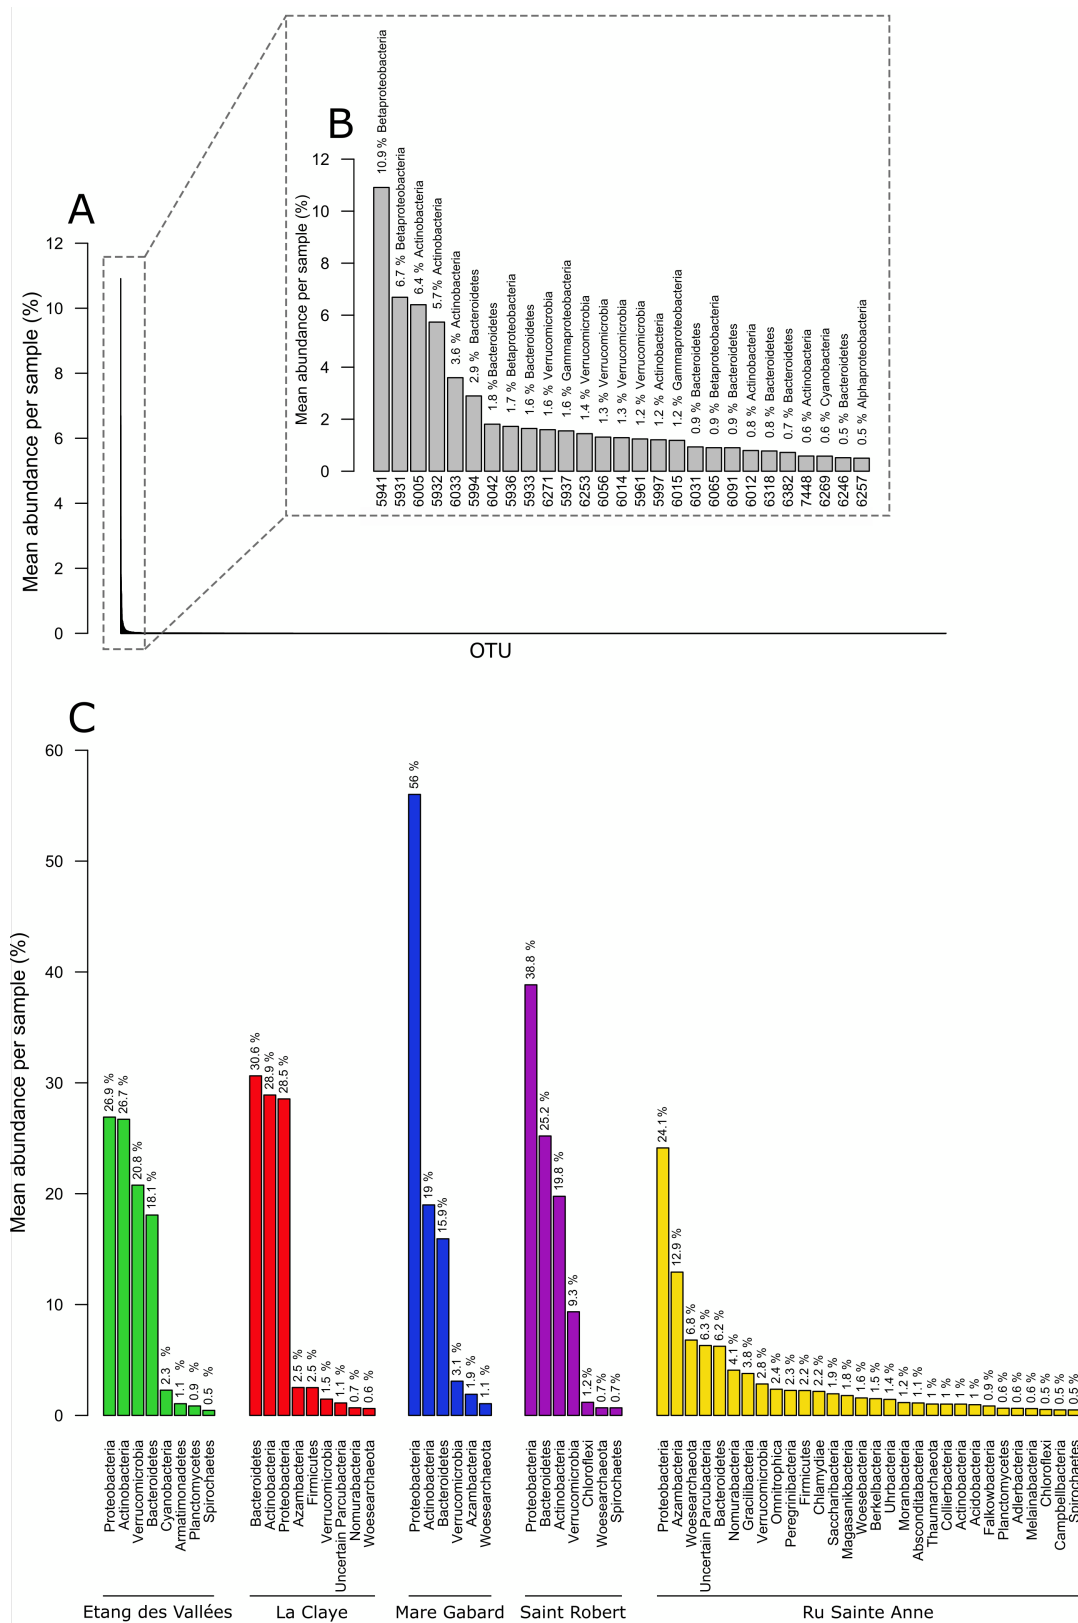 A
Mean abundance per sample (%)
12
10
8
6
4
2
0
OTU
B
Mean abundance per sample (%)
12
10
8
6
4
2
0
10.9 % Betaproteobacteria
6.7 % Betaproteobacteria
6.4 % Actinobacteria
5.7 % Actinobacteria
3.6 % Actinobacteria
2.9 % Bacteroidetes
1.8 % Bacteroidetes
1.7 % Betaproteobacteria
1.6 % Bacteroidetes
1.6 % Verrucomicrobia
1.6 % Gammaproteobacteria
1.4 % Verrucomicrobia
1.3 % Verrucomicrobia
1.3 % Verrucomicrobia
1.2 % Verrucomicrobia
1.2 % Actinobacteria
1.2 % Gammaproteobacteria
0.9 % Bacteroidetes
0.9 % Betaproteobacteria
0.9 % Bacteroidetes
0.8 % Actinobacteria
0.8 % Bacteroidetes
0.7 % Bacteroidetes
0.6 % Actinobacteria
0.6 % Cyanobacteria
0.5 % Bacteroidetes
0.5 % Alphaproteobacteria
5941
5931
6005
5932
6033
5994
6042
5936
5933
6271
5937
6253
6056
6014
5961
5997
6015
6031
6065
6091
6012
6318
6382
7448
6269
6246
6257
C
Mean abundance per sample (%)
60
50
40
30
20
10
0
26.9 %
26.7 %
20.8 %
18.1 %
2.3 %
1.1 %
0.9 %
0.5 %
30.6 %
28.9 %
28.5 %
2.5 %
2.5 %
1.5 %
1.1 %
0.7 %
0.6 %
56 %
19 %
15.9 %
3.1 %
1.9 %
1.1 %
38.8 %
25.2 %
19.8 %
9.3 %
1.2 %
0.7 %
0.7 %
24.1 %
12.9 %
6.8 %
6.3 %
6.2 %
4.1 %
3.8 %
2.8 %
2.4 %
2.3 %
2.2 %
2.2 %
1.9 %
1.8 %
1.6 %
1.5 %
1.4 %
1.2 %
1.1 %
1 %
1 %
1 %
1 %
0.9 %
0.6 %
0.6 %
0.6 %
0.5 %
0.5 %
0.5 %
Proteobacteria
Actinobacteria
Verrucomicrobia
Bacteroidetes
Cyanobacteria
Armatimonadetes
Planctomycetes
Spirochaetes
Bacteroidetes
Actinobacteria
Proteobacteria
Azambacteria
Firmicutes
Verrucomicrobia
Uncertain Parcubacteria
Nomurabacteria
Woesearchaeota
Proteobacteria
Actinobacteria
Bacteroidetes
Verrucomicrobia
Azambacteria
Woesearchaeota
Proteobacteria
Bacteroidetes
Actinobacteria
Verrucomicrobia
Chloroflexi
Woesearchaeota
Spirochaetes
Proteobacteria
Azambacteria
Woesearchaeota
Uncertain Parcubacteria
Bacteroidetes
Nomurabacteria
Gracilibacteria
Verrucomicrobia
Omnitrophica
Peregrinibacteria
Firmicutes
Chlamydiae
Saccharibacteria
Magasanikbacteria
Woesebacteria
Berkelbacteria
Uhrbacteria
Moranbacteria
Absconditabacteria
Thaumarchaeota
Collierbacteria
Actinobacteria
Acidobacteria
Falkowbacteria
Planctomycetes
Adlerbacteria
Melainabacteria
Chloroflexi
Campbellbacteria
Spirochaetes
Etang des Vallées
La Claye
Mare Gabard
Saint Robert
Ru Sainte Anne